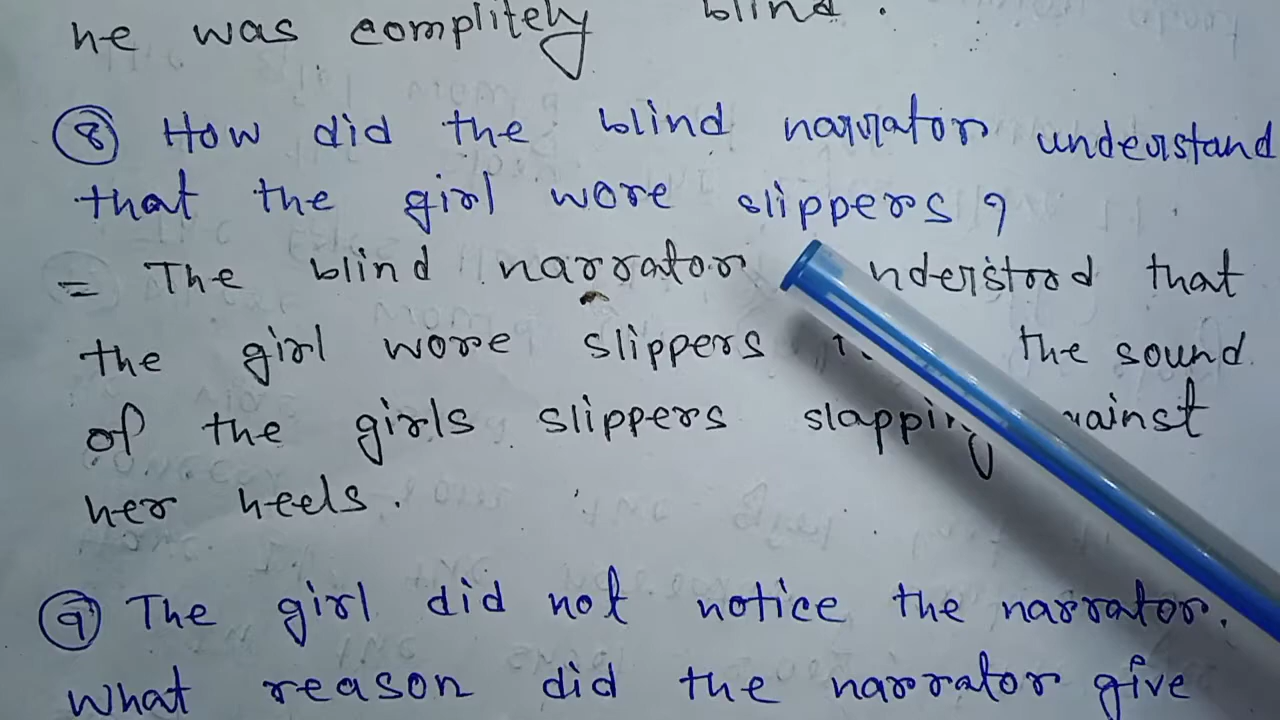 he was complitely blind.
⑧ How did the blind narrator understand
that the girl wore slippers ?
= The blind narrator nderstood that
the girl wore slippers the sound
of the girls slippers slapping
her heels.
⑨ The girl did not notice the narrator.
What reason did the narrator give